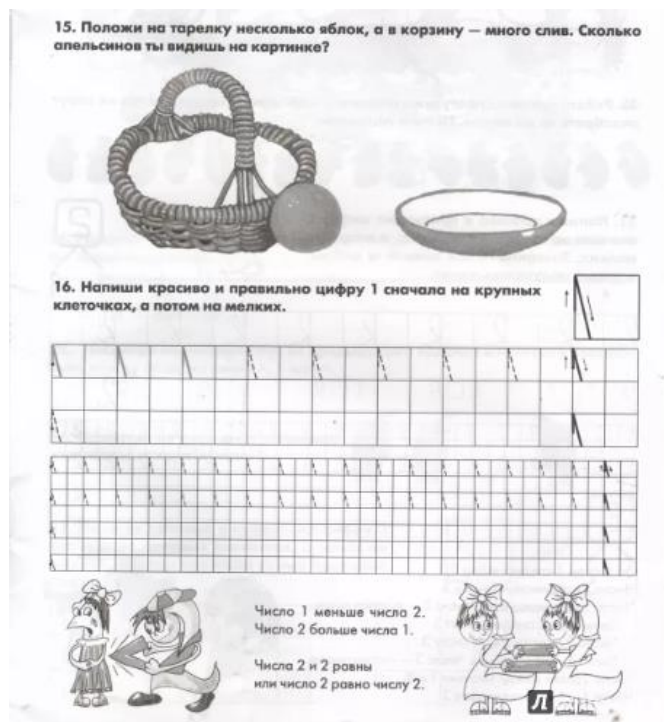 15. Положи на тарелку несколько яблок, а в корзину — много слив. Сколько
апельсинов ты видишь на картинке?
16. Напиши красиво и правильно цифру 1 сначала на крупных
клеточках, а потом на мелких.
Число 1 меньше числа 2.
Число 2 больше числа 1.
Числа 2 и 2 равны
или число 2 равно числу 2.
Л